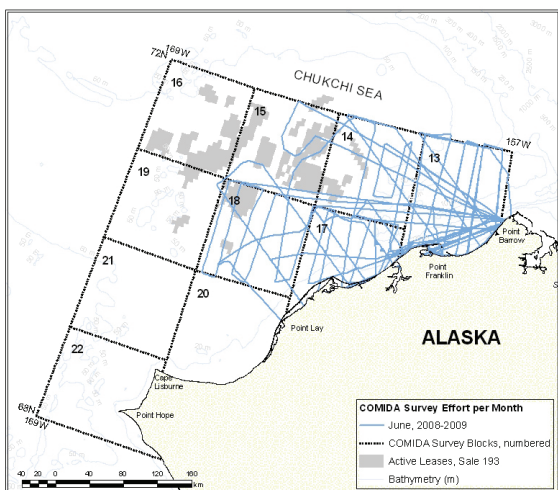 169W
72N
CHUKCHI SEA
16
15
14
157W
13
19
18
17
Point
Barrow
Point
Franklin
21
20
Point Lay
ALASKA
22
Cape
Lisburne
68N
169W
Point Hope
COMIDA Survey Effort per Month
June, 2008-2009
COMIDA Survey Blocks, numbered
Active Leases, Sale 193
Bathymetry (m)
40 20 0 40 80 120 160
km